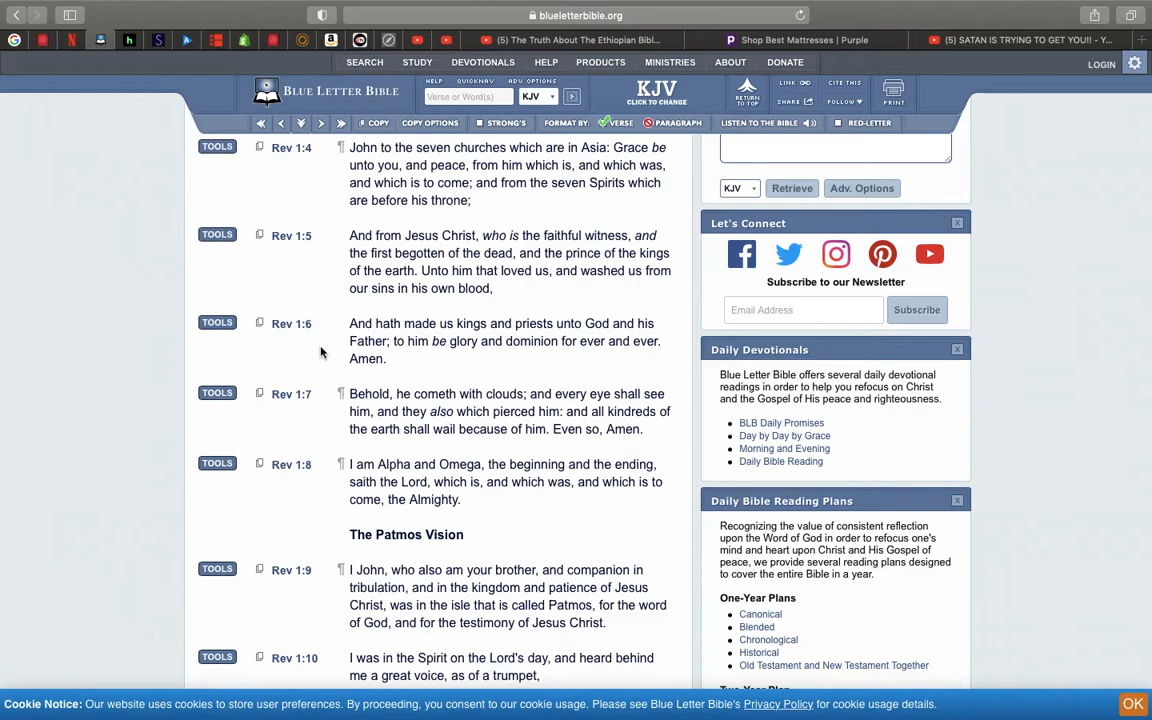 blueletterbible.org
(5) The Truth About The Ethiopian Bibl...
Shop Best Mattresses | Purple
(5) SATAN IS TRYING TO GET YOU!! - Y...
SEARCH STUDY DEVOTIONALS HELP PRODUCTS MINISTRIES ABOUT DONATE LOGIN
BLUE LETTER BIBLE
HELP QUICKNAV ADV. OPTIONS
Verse or Word(s) KJV
KJV
CLICK TO CHANGE
RETURN
TO TOP
LINK CITE THIS
SHARE FOLLOW
PRINT
COPY COPY OPTIONS STRONG'S FORMAT BY: VERSE PARAGRAPH LISTEN TO THE BIBLE RED-LETTER
TOOLS Rev 1:4 ¶ John to the seven churches which are in Asia: Grace be
unto you, and peace, from him which is, and which was,
and which is to come; and from the seven Spirits which
are before his throne;
TOOLS Rev 1:5 And from Jesus Christ, who is the faithful witness, and
the first begotten of the dead, and the prince of the kings
of the earth. Unto him that loved us, and washed us from
our sins in his own blood,
TOOLS Rev 1:6 And hath made us kings and priests unto God and his
Father; to him be glory and dominion for ever and ever.
Amen.
TOOLS Rev 1:7 ¶ Behold, he cometh with clouds; and every eye shall see
him, and they also which pierced him: and all kindreds of
the earth shall wail because of him. Even so, Amen.
TOOLS Rev 1:8 ¶ I am Alpha and Omega, the beginning and the ending,
saith the Lord, which is, and which was, and which is to
come, the Almighty.
The Patmos Vision
TOOLS Rev 1:9 ¶ I John, who also am your brother, and companion in
tribulation, and in the kingdom and patience of Jesus
Christ, was in the isle that is called Patmos, for the word
of God, and for the testimony of Jesus Christ.
TOOLS Rev 1:10 I was in the Spirit on the Lord's day, and heard behind
me a great voice, as of a trumpet,
KJV Retrieve Adv. Options
Let's Connect
Subscribe to our Newsletter
Email Address Subscribe
Daily Devotionals
Blue Letter Bible offers several daily devotional
readings in order to help you refocus on Christ
and the Gospel of His peace and righteousness.
BLB Daily Promises
Day by Day by Grace
Morning and Evening
Daily Bible Reading
Daily Bible Reading Plans
Recognizing the value of consistent reflection
upon the Word of God in order to refocus one's
mind and heart upon Christ and His Gospel of
peace, we provide several reading plans designed
to cover the entire Bible in a year.
One-Year Plans
Canonical
Blended
Chronological
Historical
Old Testament and New Testament Together
Cookie Notice: Our website uses cookies to store user preferences. By proceeding, you consent to our cookie usage. Please see Blue Letter Bible's Privacy Policy for cookie usage details. OK